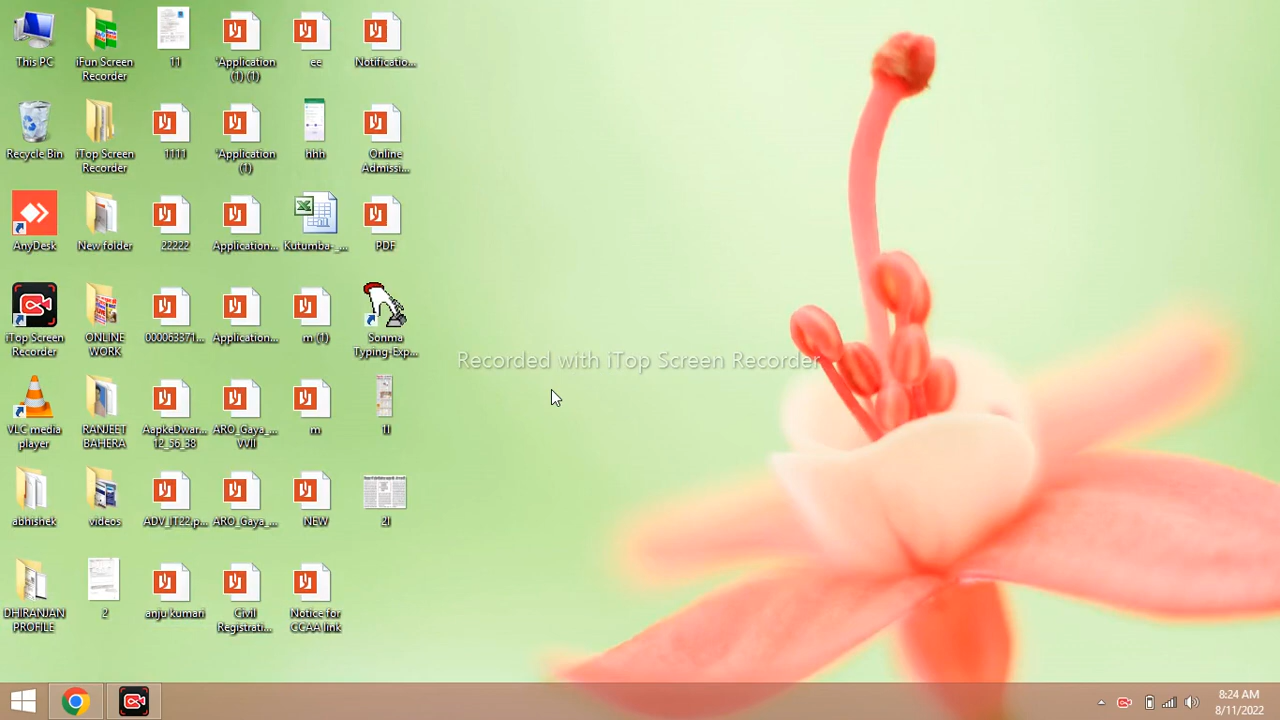 This PC
iFun Screen
Recorder
11
'Application
(1) (1)
ee
Notificatio...
Recycle Bin
iTop Screen
Recorder
1111
'Application
(1)
hhh
Online
Admissi...
AnyDesk
New folder
22222
Application...
Kutumba-_...
PDF
iTop Screen
Recorder
ONLINE
WORK
000063371...
Application...
m (1)
Sonma
Typing-Exp...
Recorded with iTop Screen Recorder
VLC media
player
RANJEET
BAHERA
AapkeDwar...
12_56_38
ARO_Gaya_...
VVII
m
abhishek
videos
ADV_IT22.p...
ARO_Gaya_...
NEW
DHIRANJAN
PROFILE
2
anju kumari
Civil
Registrati...
Notice for
CCAA link
8:24 AM
8/11/2022